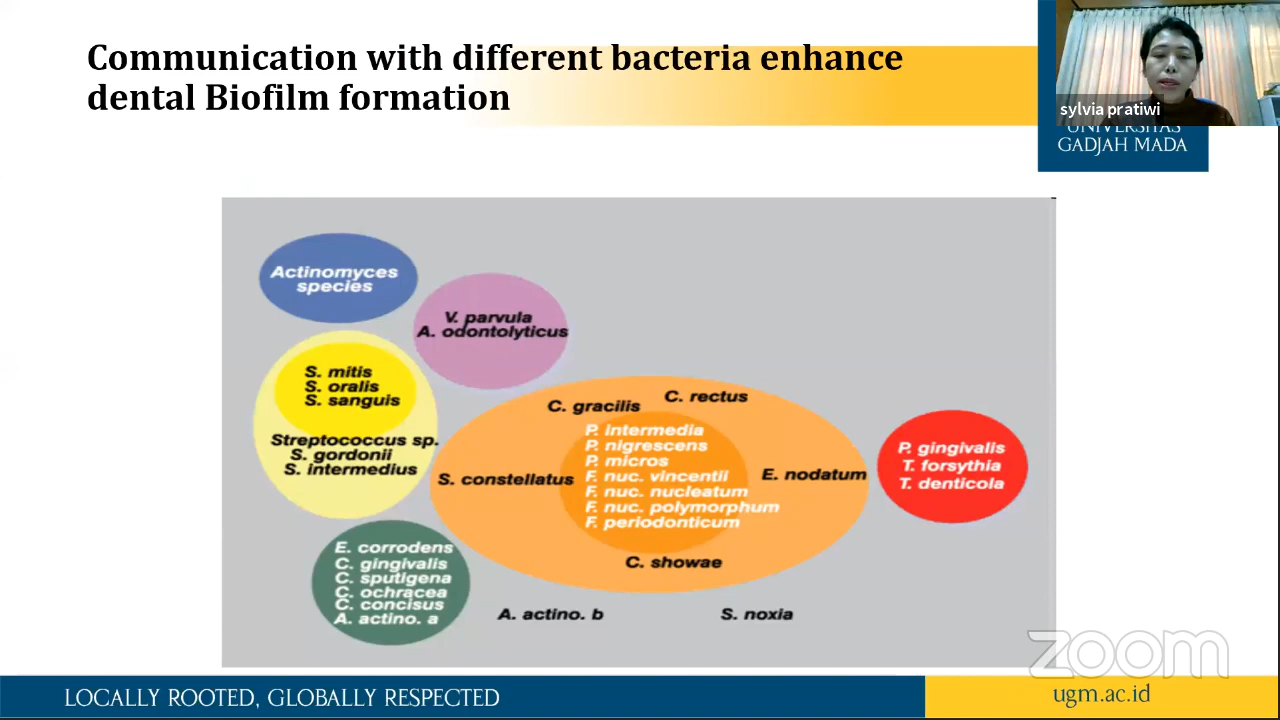 Communication with different bacteria enhance
dental Biofilm formation
sylvia pratiwi
UNIVERSITAS
GADJAH MADA
Actinomyces
species
V. parvula
A. odontolyticus
S. mitis
S. oralis
S. sanguis
Streptococcus sp.
S. gordonii
S. intermedius
C. gracilis
C. rectus
P. intermedia
P. nigrescens
P. micros
F. nuc. vincentii
F. nuc. nucleatum
F. nuc. polymorphum
F. periodonticum
S. constellatus
E. nodatum
C. showae
P. gingivalis
T. forsythia
T. denticola
E. corrodens
C. gingivalis
C. sputigena
C. ochracea
C. concisus
A. actino. a
A. actino. b
S. noxia
zoom
LOCALLY ROOTED, GLOBALLY RESPECTED
ugm.ac.id